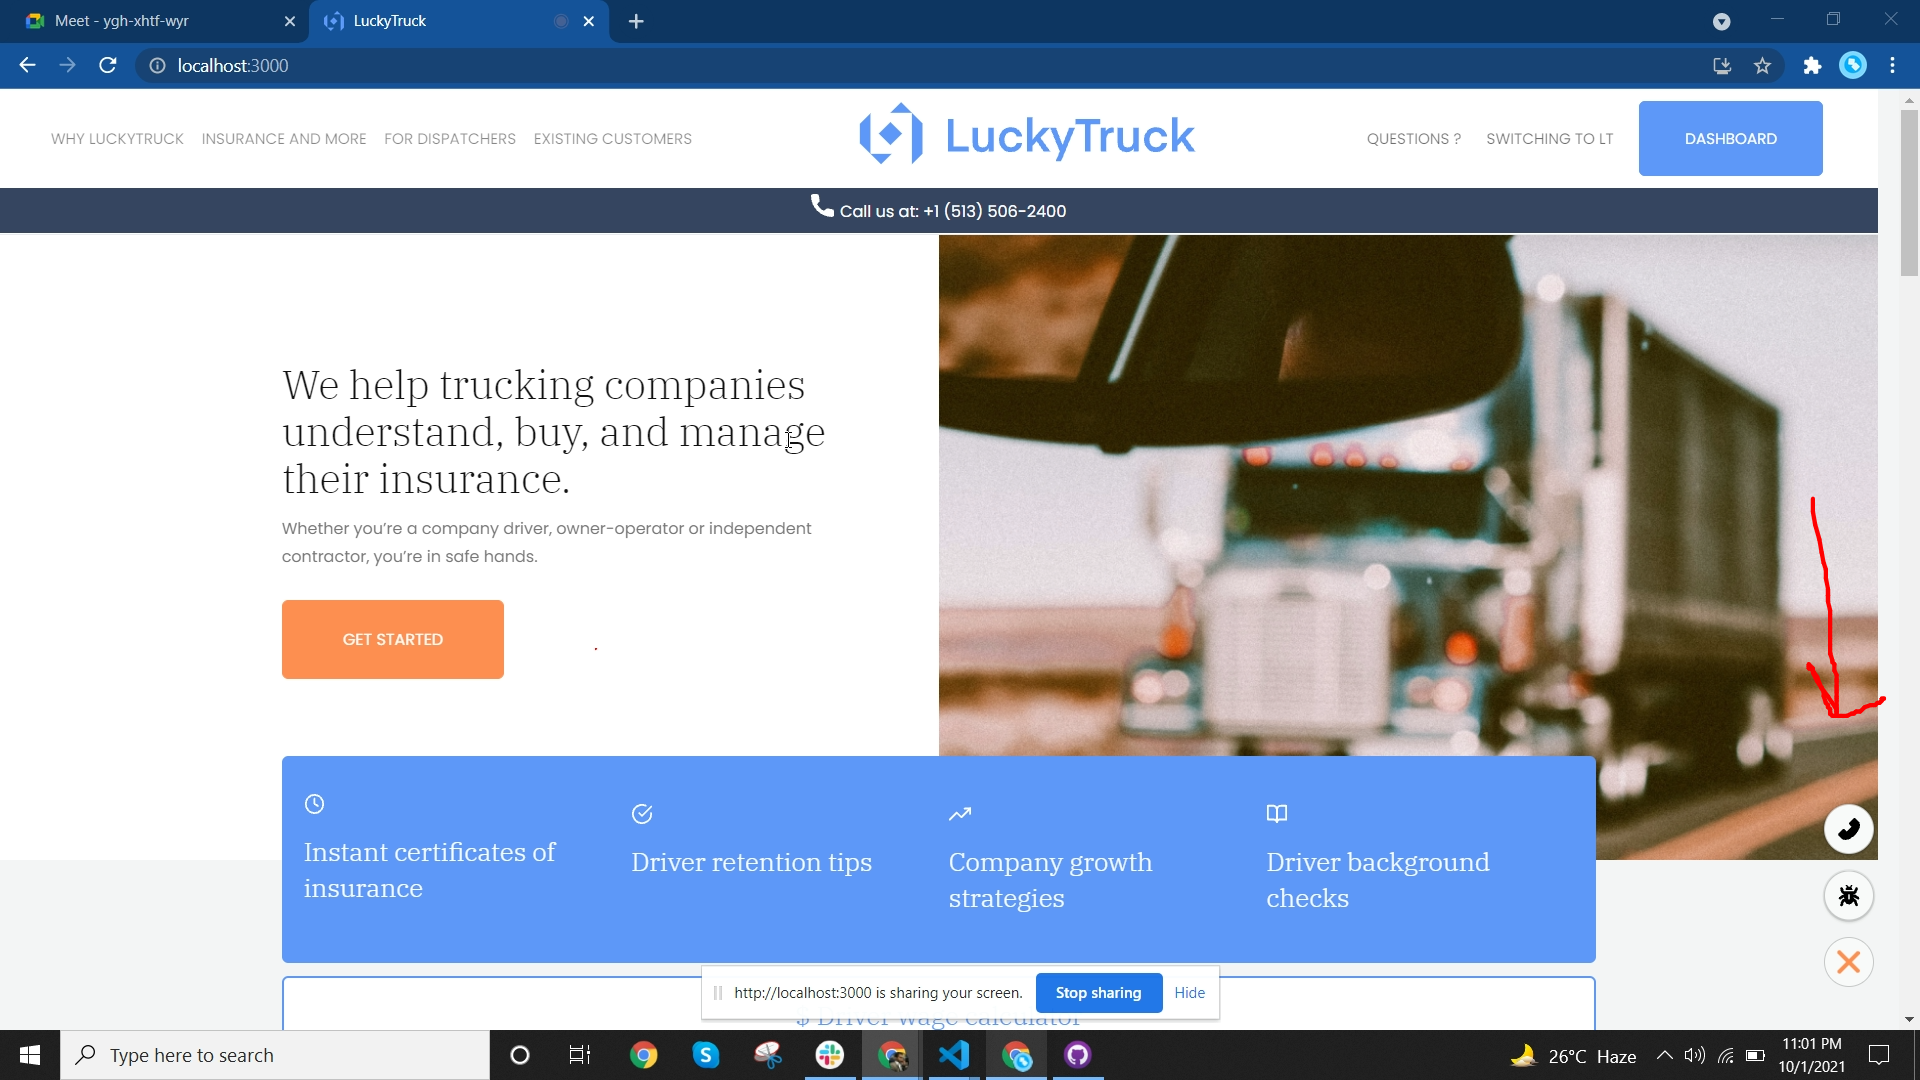 Meet - ygh-xhtf-wyr
LuckyTruck
localhost:3000
WHY LUCKYTRUCK INSURANCE AND MORE FOR DISPATCHERS EXISTING CUSTOMERS
LuckyTruck
QUESTIONS ? SWITCHING TO LT DASHBOARD
Call us at: +1 (513) 506-2400
We help trucking companies
understand, buy, and manage
their insurance.
Whether you're a company driver, owner-operator or independent
contractor, you're in safe hands.
GET STARTED
Instant certificates of
insurance
Driver retention tips
Company growth
strategies
Driver background
checks
http://localhost:3000 is sharing your screen. Stop sharing Hide
$ Driver wage calculator
Type here to search
26°C Haze
11:01 PM
10/1/2021